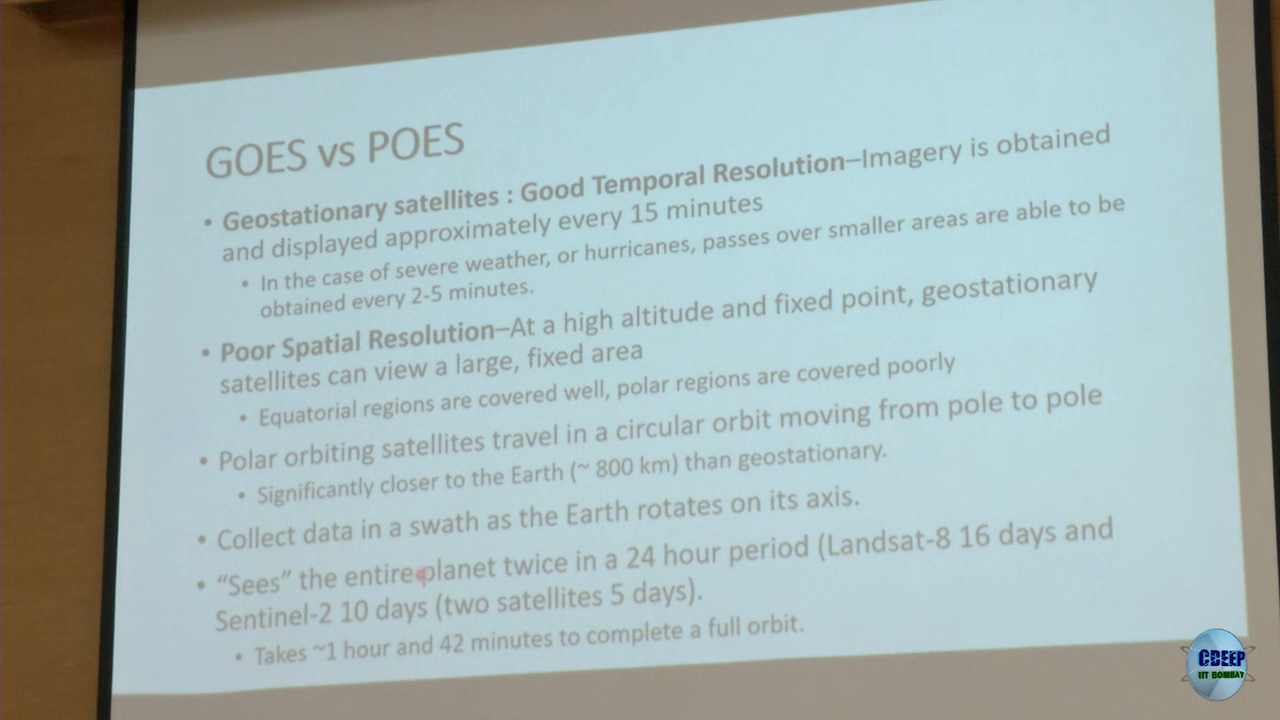 GOES vs POES
• Geostationary satellites : Good Temporal Resolution–Imagery is obtained
and displayed approximately every 15 minutes
• In the case of severe weather, or hurricanes, passes over smaller areas are able to be
obtained every 2-5 minutes.
• Poor Spatial Resolution–At a high altitude and fixed point, geostationary
satellites can view a large, fixed area
• Equatorial regions are covered well, polar regions are covered poorly
• Polar orbiting satellites travel in a circular orbit moving from pole to pole
• Significantly closer to the Earth (~ 800 km) than geostationary.
• Collect data in a swath as the Earth rotates on its axis.
• “Sees” the entire planet twice in a 24 hour period (Landsat-8 16 days and
Sentinel-2 10 days (two satellites 5 days).
• Takes ~1 hour and 42 minutes to complete a full orbit.
CDEEP
IIT BOMBAY